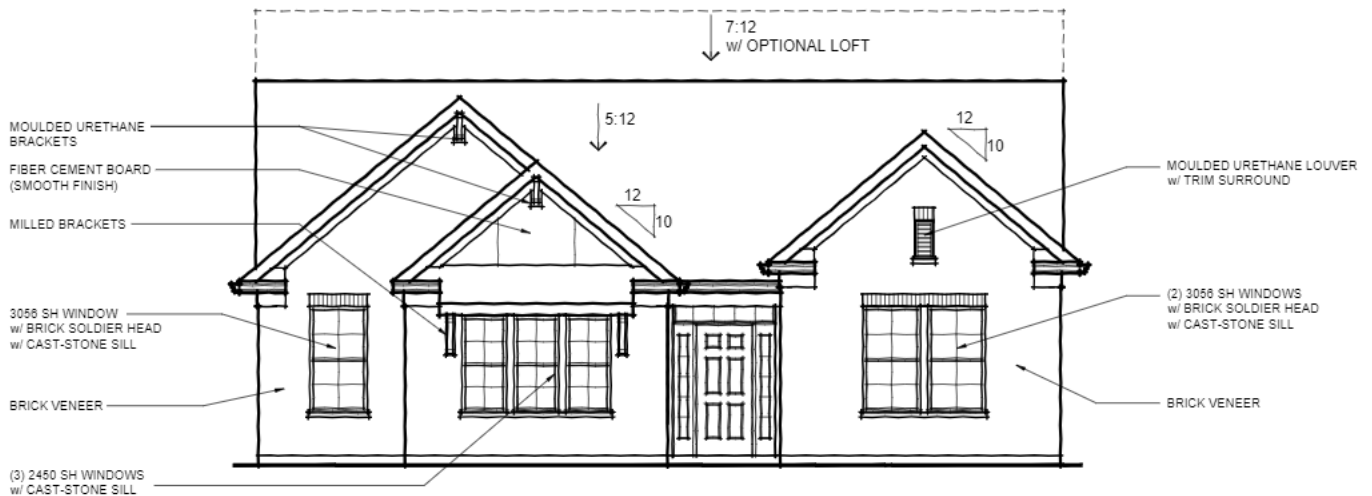 7:12
w/ OPTIONAL LOFT
5:12
12
10
12
10
MOULDED URETHANE
BRACKETS
FIBER CEMENT BOARD
(SMOOTH FINISH)
MILLED BRACKETS
3056 SH WINDOW
w/ BRICK SOLDIER HEAD
w/ CAST-STONE SILL
BRICK VENEER
(3) 2450 SH WINDOWS
w/ CAST-STONE SILL
MOULDED URETHANE LOUVER
w/ TRIM SURROUND
(2) 3056 SH WINDOWS
w/ BRICK SOLDIER HEAD
w/ CAST-STONE SILL
BRICK VENEER